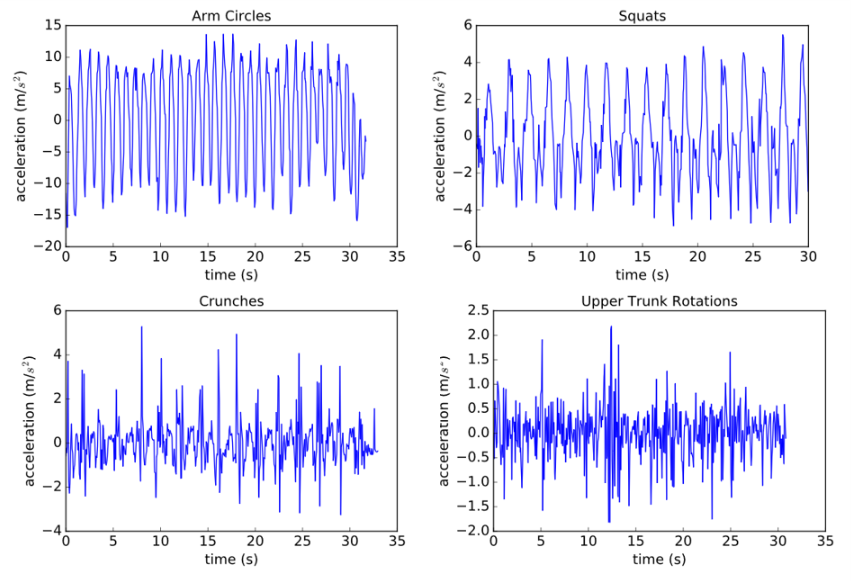 Arm Circles
acceleration (m/s²)
15
10
5
0
−5
−10
−15
−20
0 5 10 15 20 25 30 35
time (s)
Squats
acceleration (m/s²)
6
4
2
0
−2
−4
−6
0 5 10 15 20 25 30
time (s)
Crunches
acceleration (m/s²)
6
4
2
0
−2
−4
0 5 10 15 20 25 30 35
time (s)
Upper Trunk Rotations
acceleration (m/s²)
2.5
2.0
1.5
1.0
0.5
0.0
−0.5
−1.0
−1.5
−2.0
0 5 10 15 20 25 30 35
time (s)